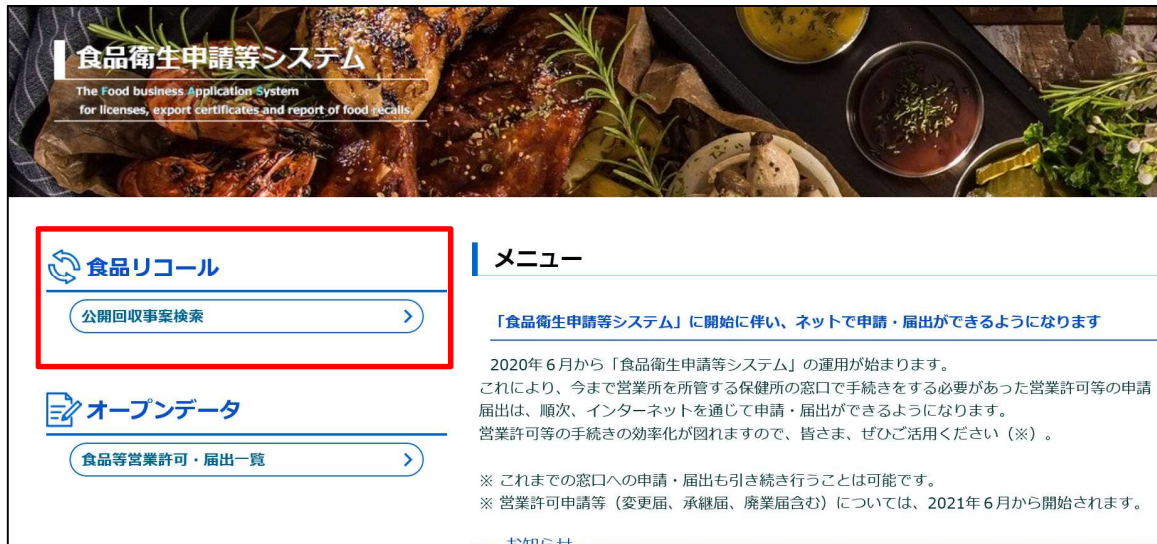 食品衛生申請等システム
The Food business Application System
for licenses, export certificates and report of food recalls.
食品リコール
公開回収事案検索
オープンデータ
食品等営業許可・届出一覧
メニュー
「食品衛生申請等システム」に開始に伴い、ネットで申請・届出ができるようになります
2020年6月から「食品衛生申請等システム」の運用が始まります。
これにより、今まで営業所を所管する保健所の窓口で手続きをする必要があった営業許可等の申請
届出は、順次、インターネットを通じて申請・届出ができるようになります。
営業許可等の手続きの効率化が図れますので、皆さま、ぜひご活用ください（※）。
※ これまでの窓口への申請・届出も引き続き行うことは可能です。
※ 営業許可申請等（変更届、承継届、廃業届含む）については、2021年6月から開始されます。
お知らせ